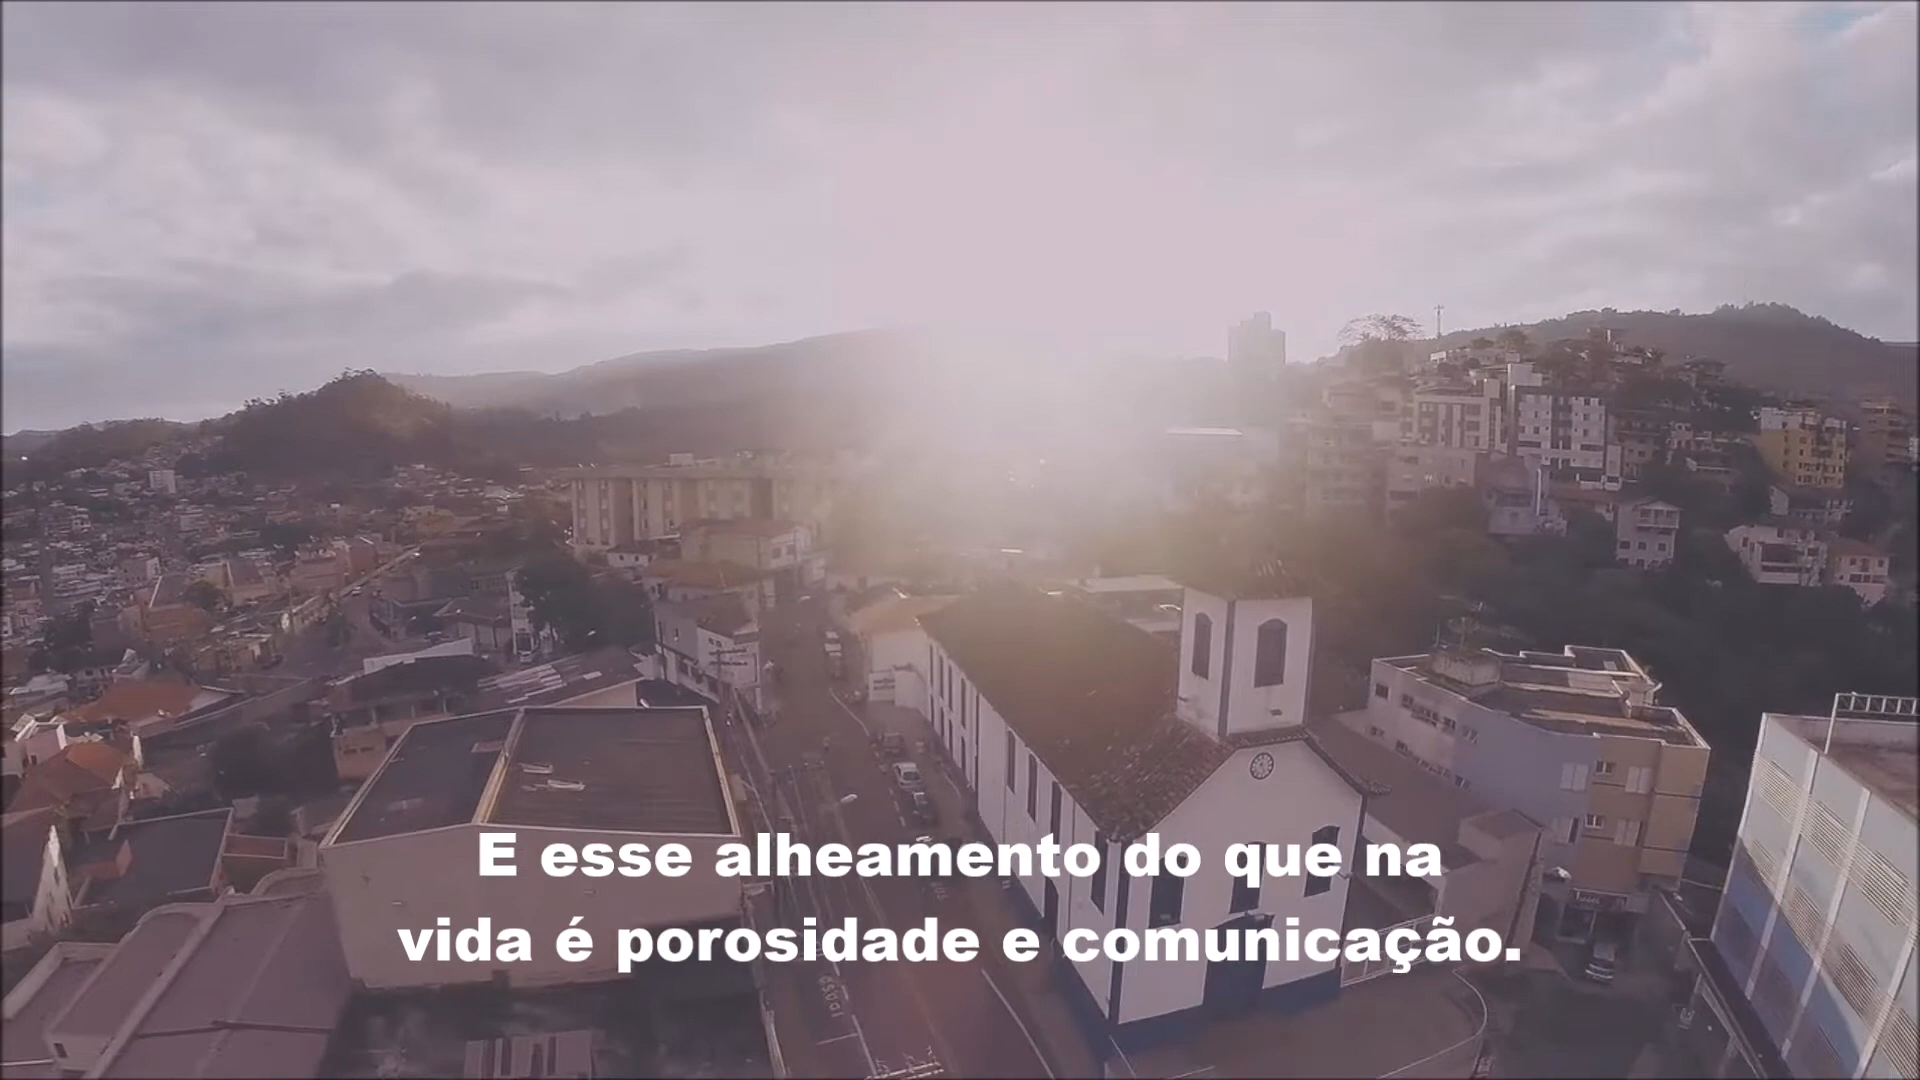 E esse alheamento do que na
vida é porosidade e comunicação.